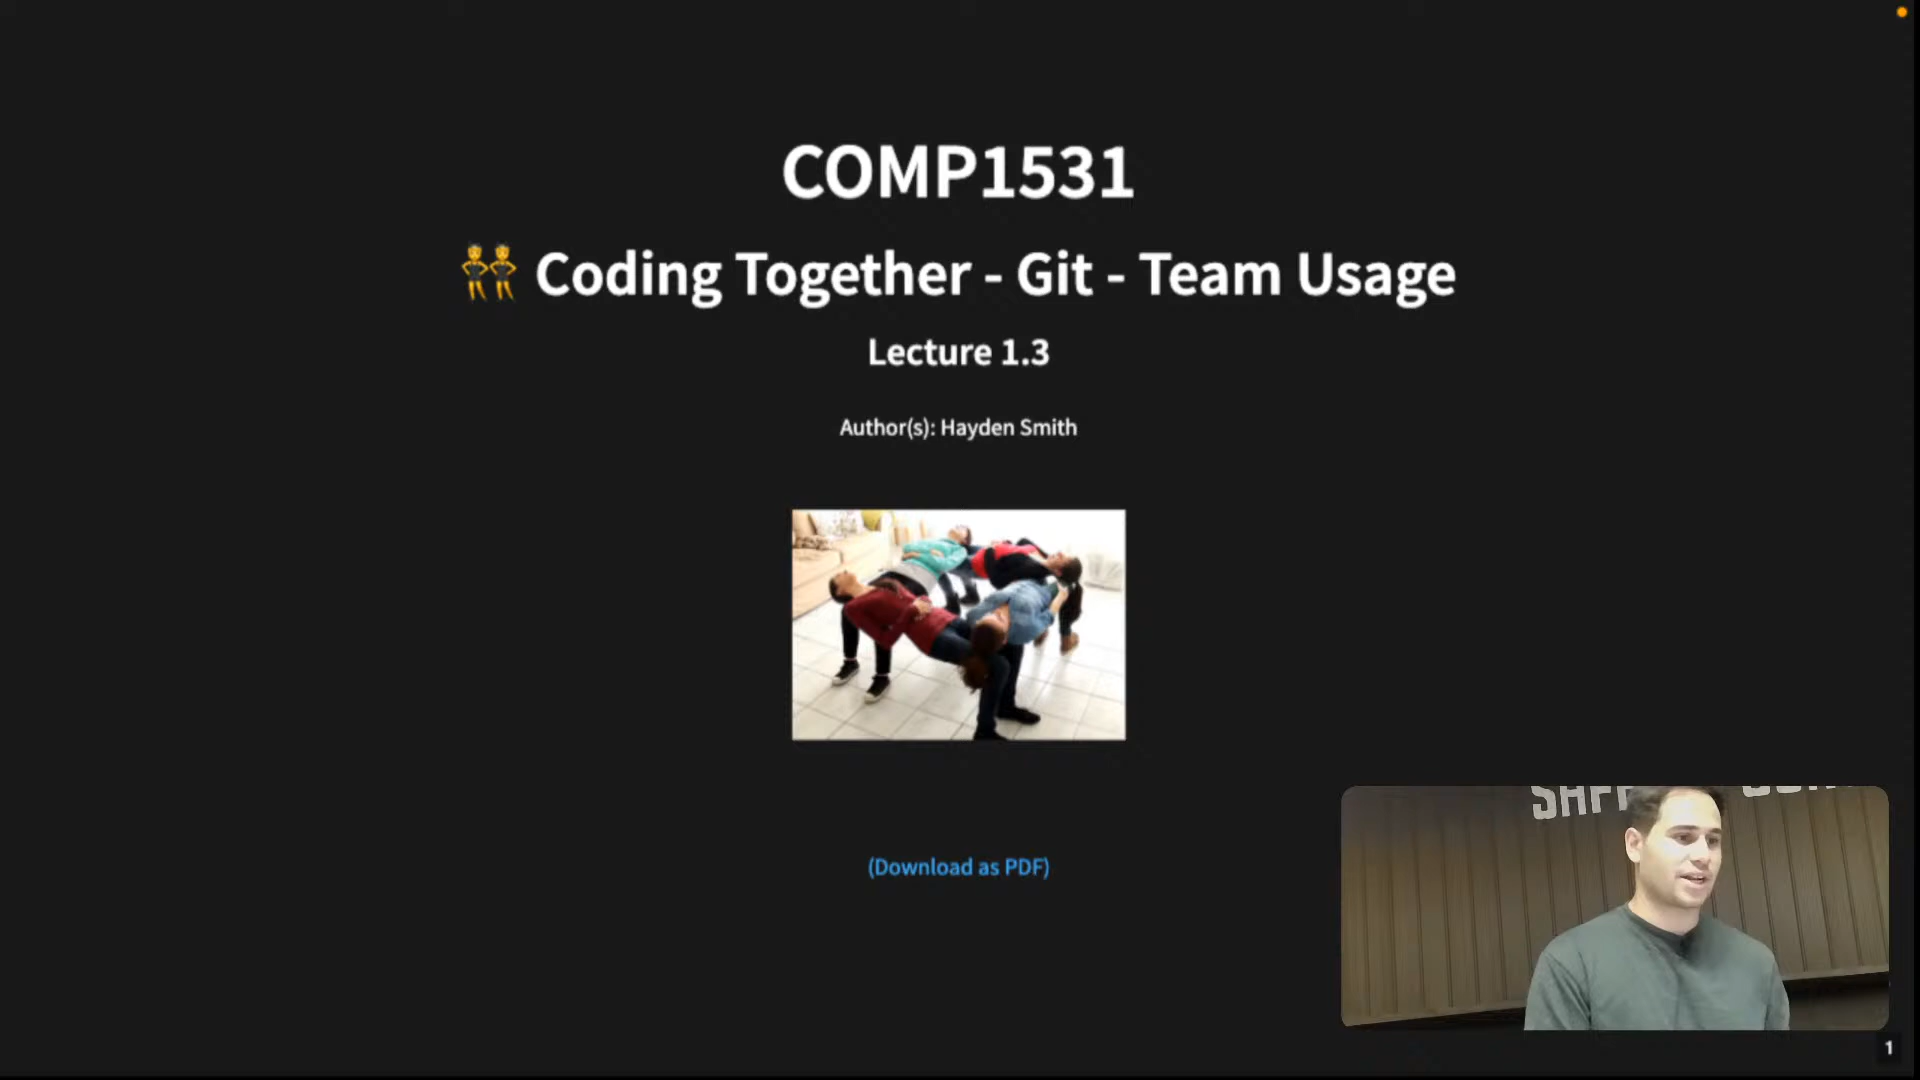 COMP1531
Coding Together - Git - Team Usage
Lecture 1.3
Author(s): Hayden Smith
(Download as PDF)
1